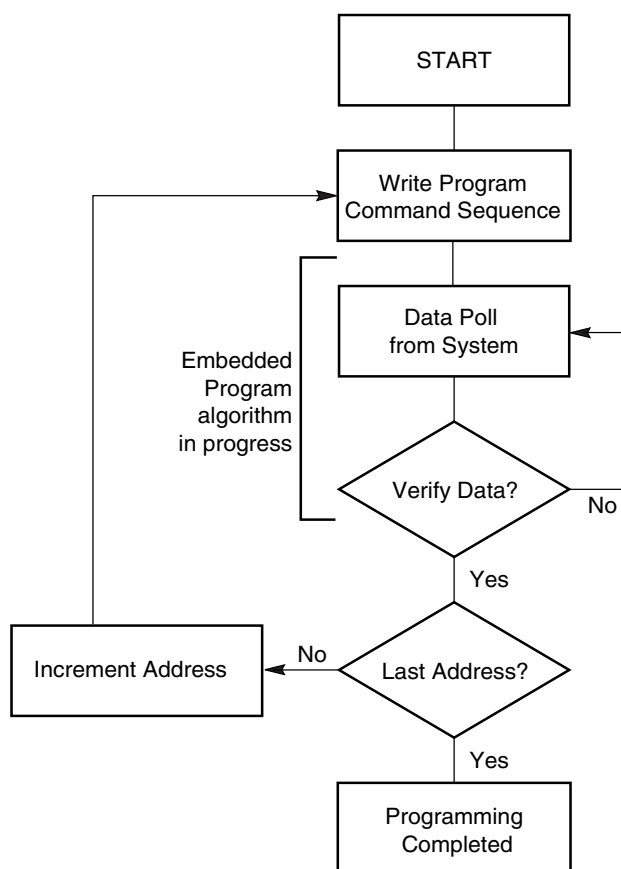 START
Write Program
Command Sequence
Data Poll
from System
Embedded
Program
algorithm
in progress
Verify Data?
No
Yes
Increment Address
No
Last Address?
Yes
Programming
Completed